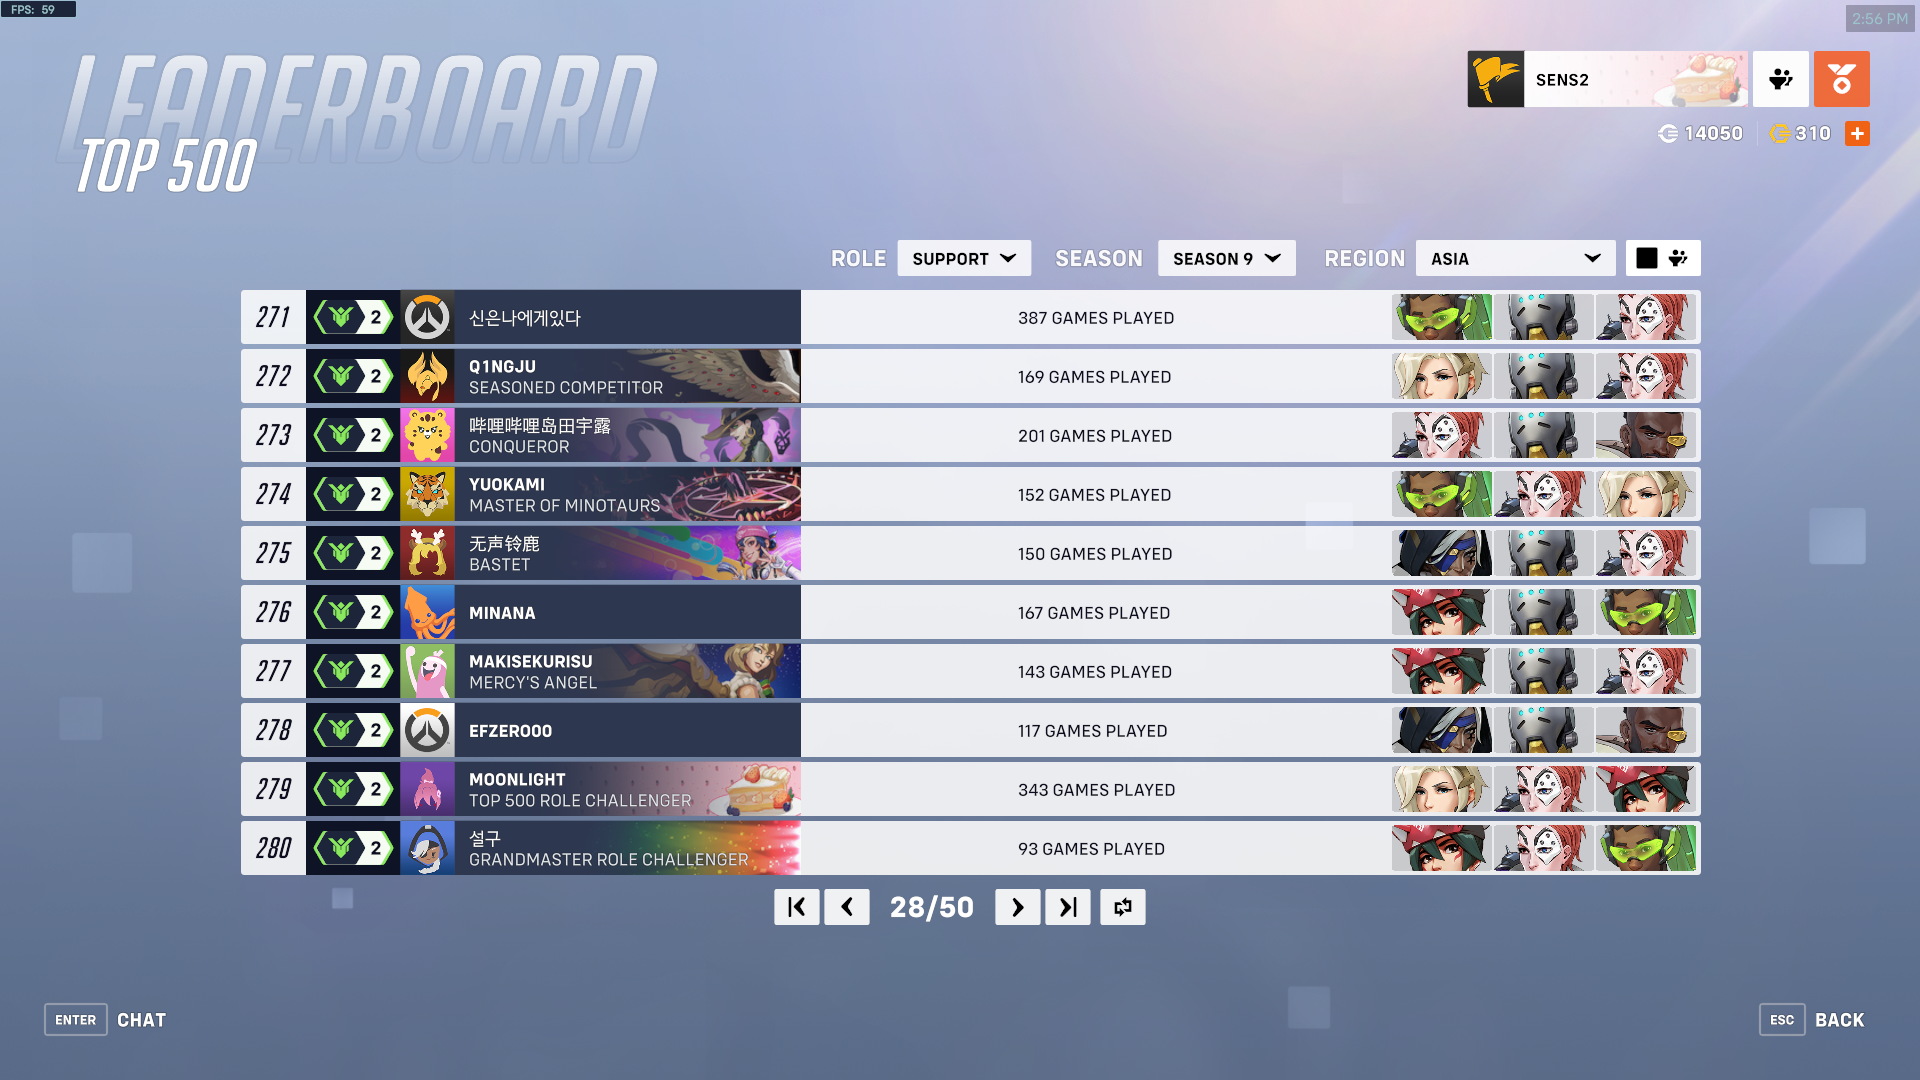 FPS: 59
2:56 PM
LEADERBOARD
TOP 500
SENS2
14050
310
ROLE SUPPORT SEASON SEASON 9 REGION ASIA
271 2 신은나에게있다 387 GAMES PLAYED
272 2 Q1NGJU 169 GAMES PLAYED
SEASONED COMPETITOR
273 2 哔哩哔哩岛田宇露 201 GAMES PLAYED
CONQUEROR
274 2 YUOKAMI 152 GAMES PLAYED
MASTER OF MINOTAURS
275 2 无声铃鹿 150 GAMES PLAYED
BASTET
276 2 MINANA 167 GAMES PLAYED
277 2 MAKISEKURISU 143 GAMES PLAYED
MERCY'S ANGEL
278 2 EFZEROOO 117 GAMES PLAYED
279 2 MOONLIGHT 343 GAMES PLAYED
TOP 500 ROLE CHALLENGER
280 2 설구 93 GAMES PLAYED
GRANDMASTER ROLE CHALLENGER
28/50
ENTER CHAT
ESC BACK